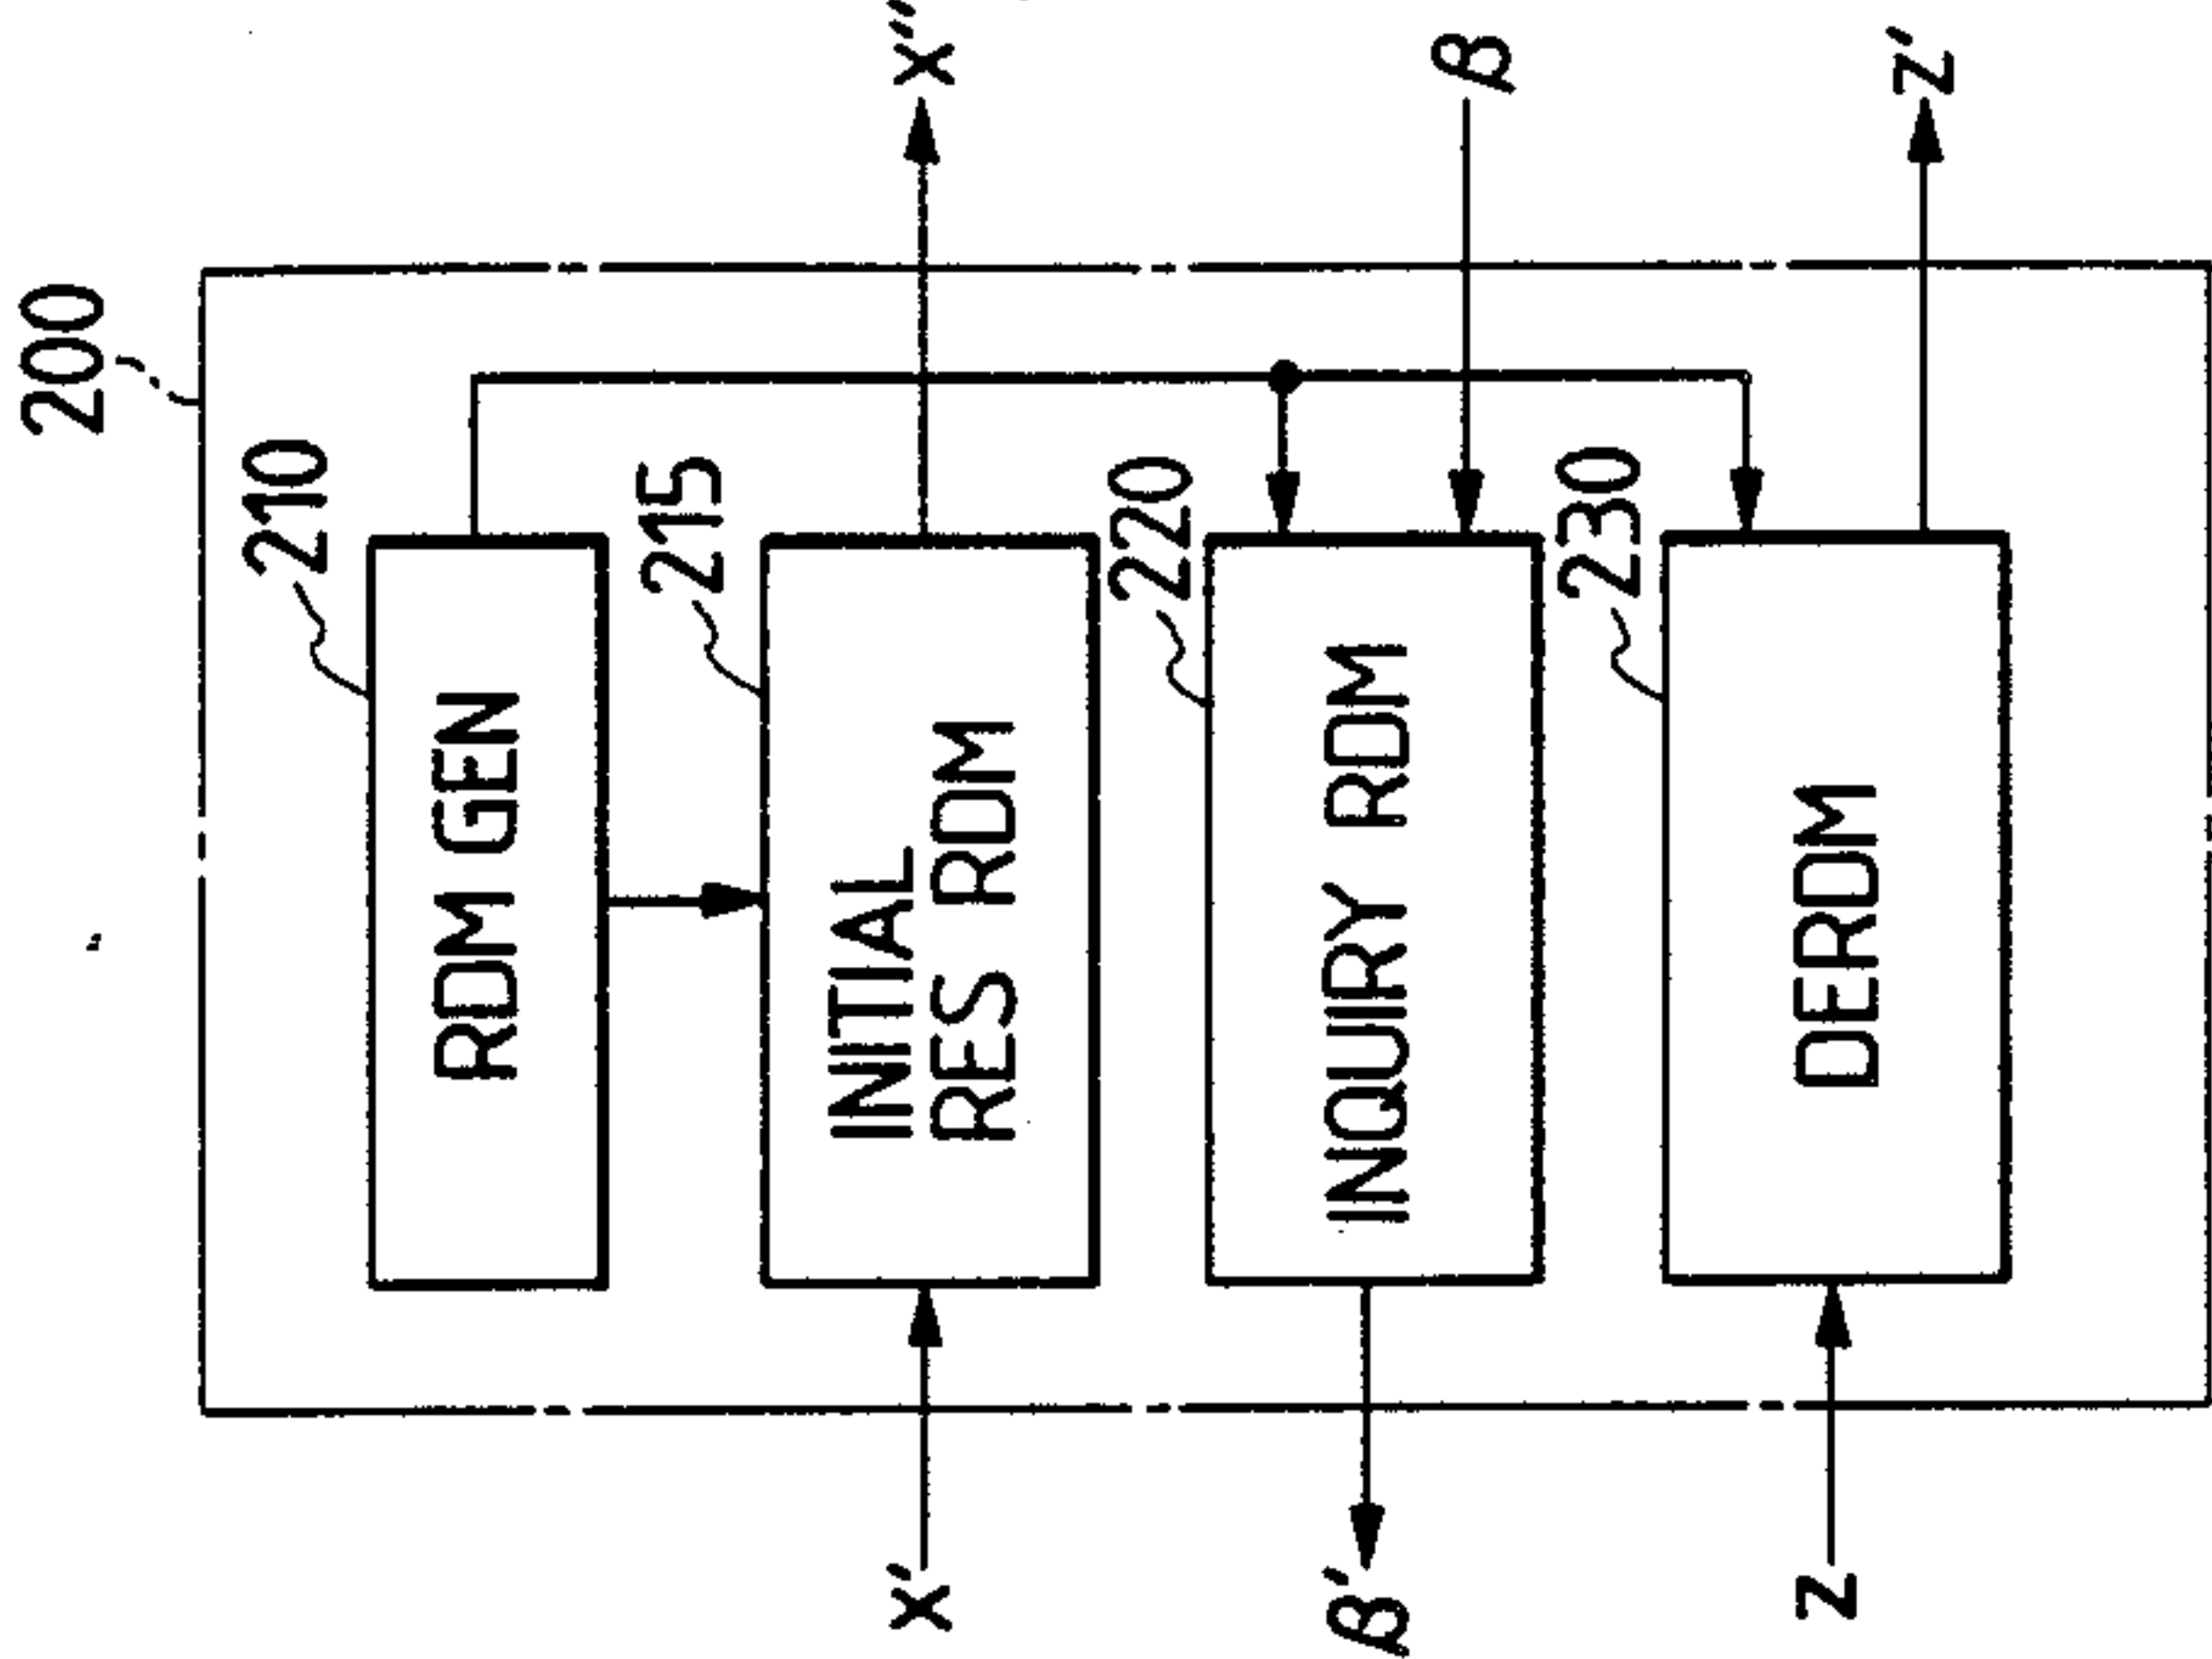 200
210
RDM GEN
215
INITIAL
RES RDM
x'
x''
220
INQUIRY RDM
β
β'
230
DERDM
z
z'